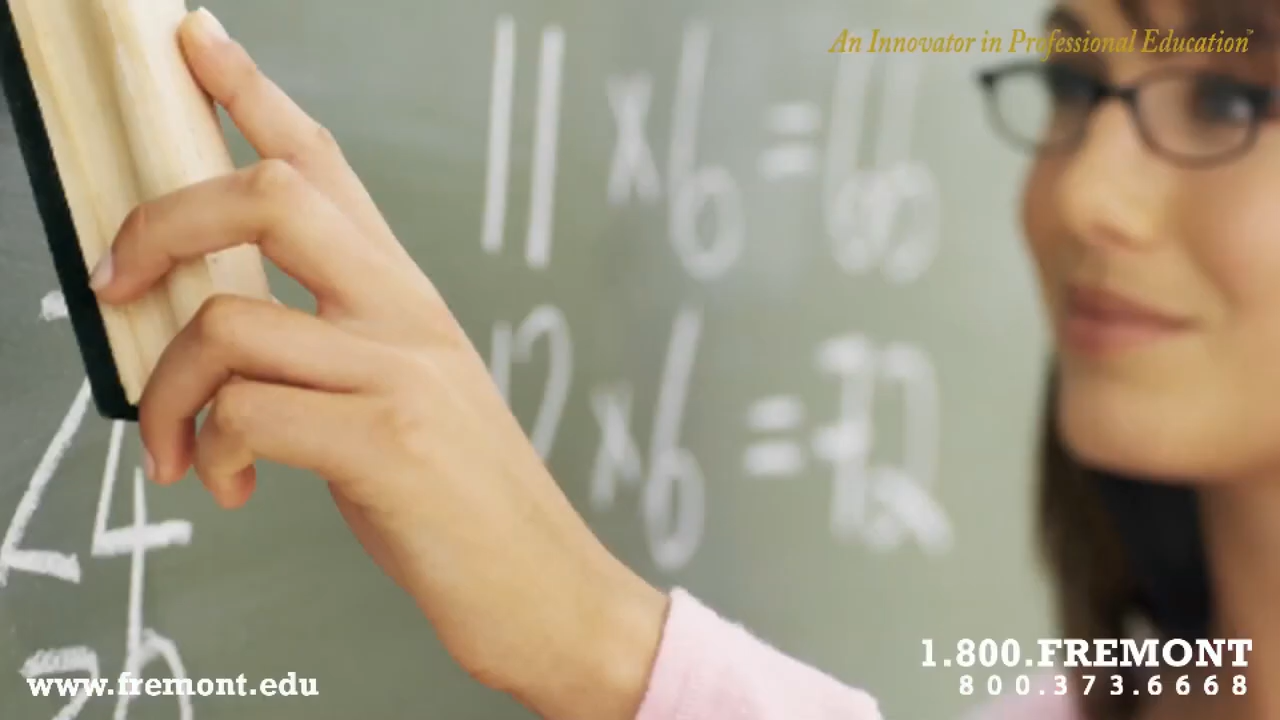 An Innovator in Professional Education™
11 x 6 = 66
12 x 6 = 72
24
www.fremont.edu
1.800.FREMONT
800.373.6668